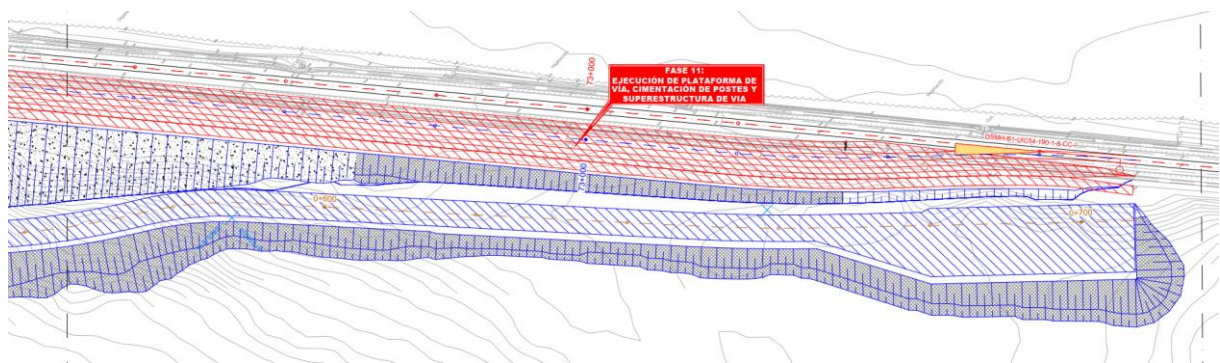 73+000
FASE 11:
EJECUCIÓN DE PLATAFORMA DE
VÍA, CIMENTACIÓN DE POSTES Y
SUPERESTRUCTURA DE VIA
73+000
0+600
0+700